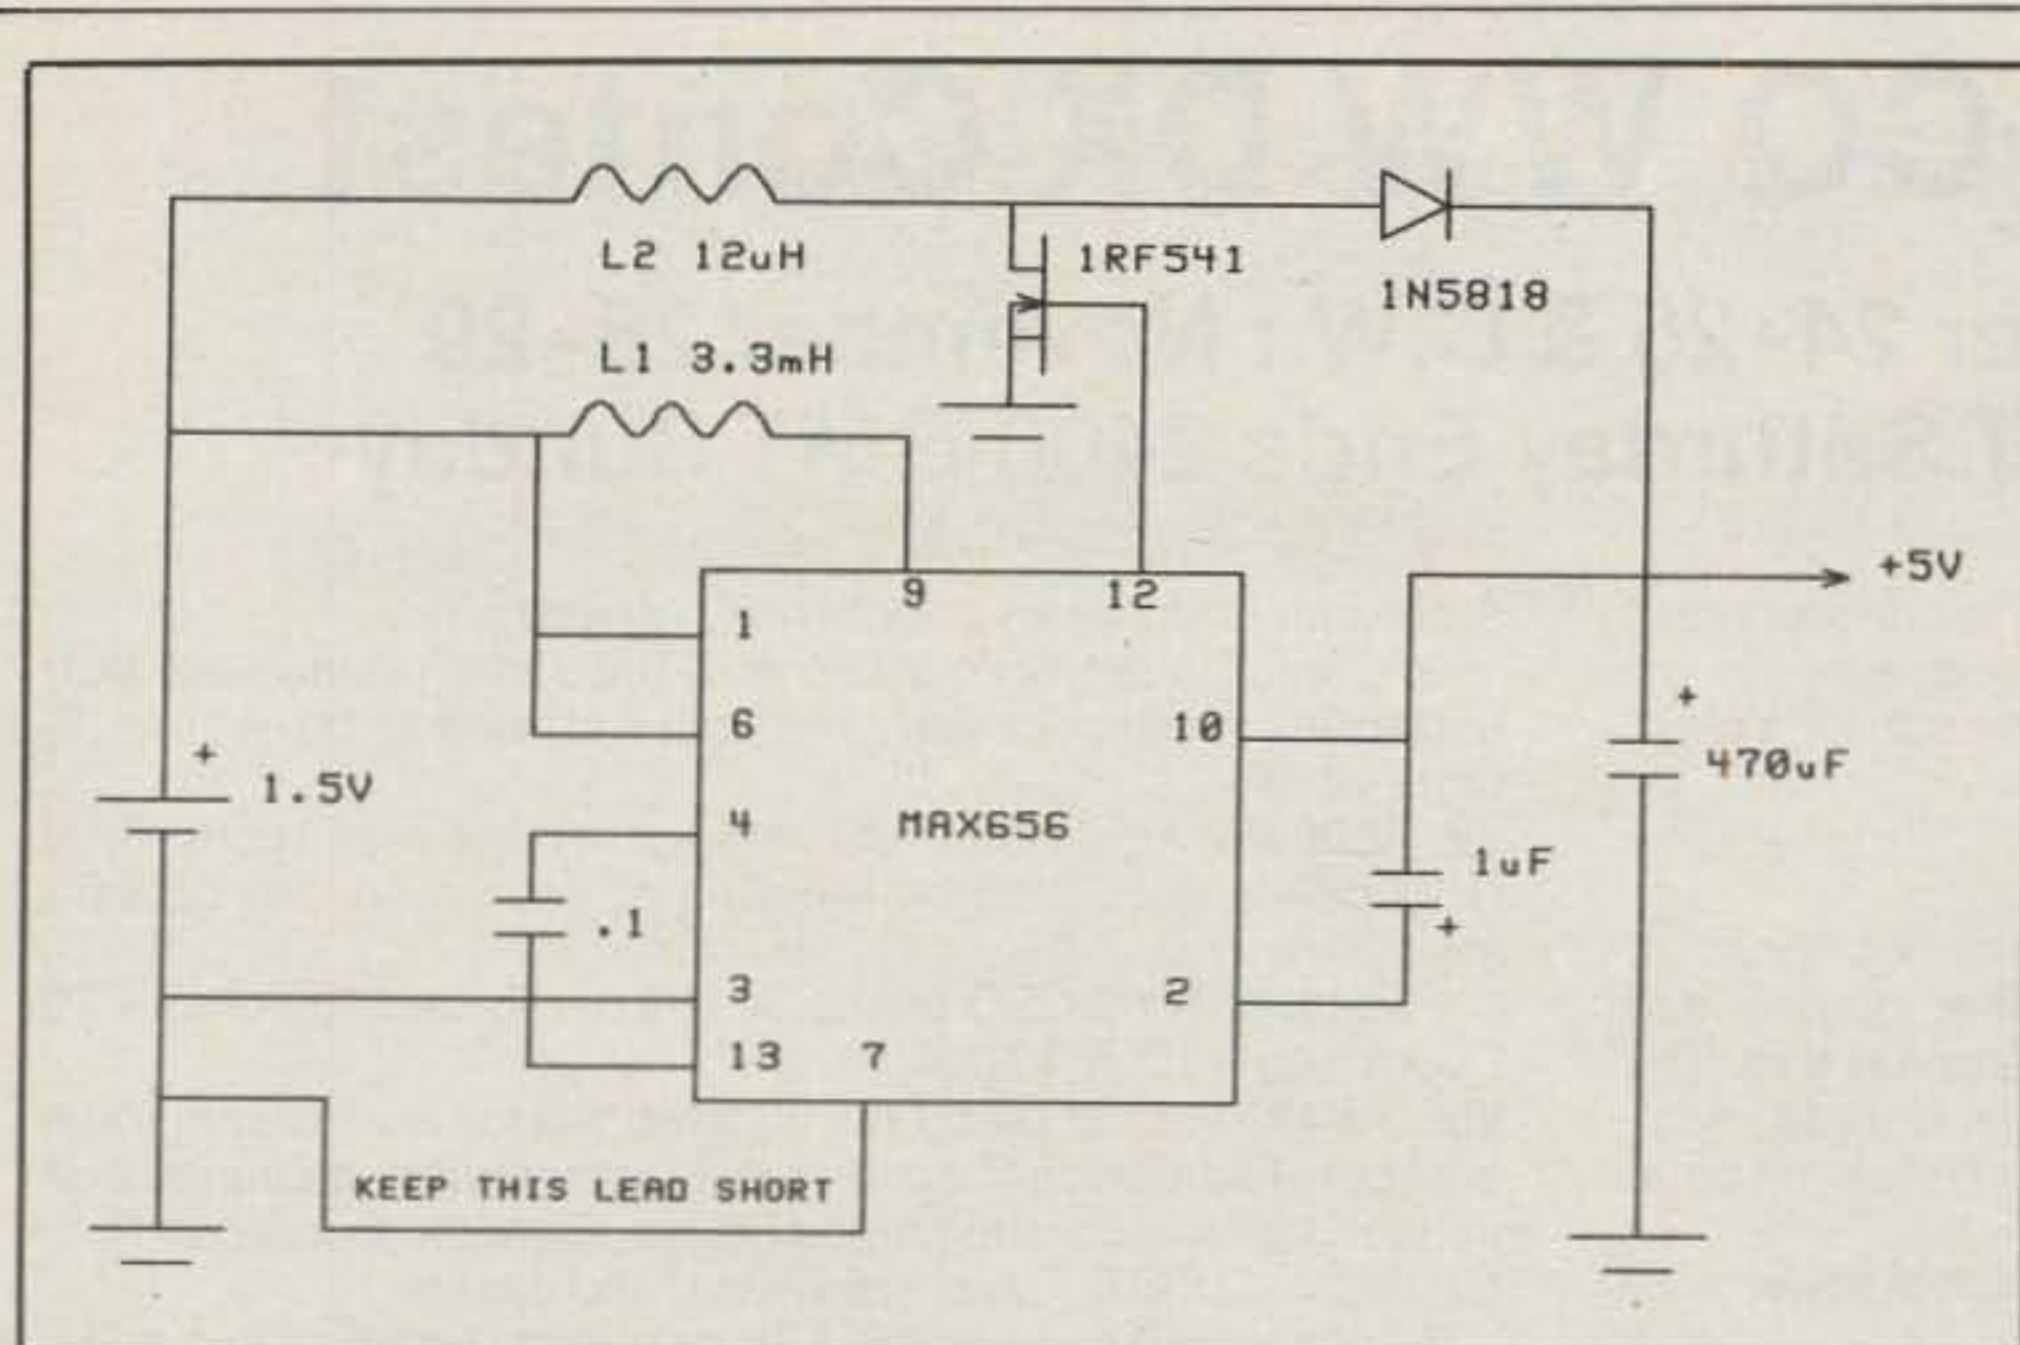 L2 12uH
1RF541
1N5818
L1 3.3mH
9
12
+5V
1
+
6
10
+
1.5V
470uF
4
MAX656
1uF
.1
+
3
2
13
7
KEEP THIS LEAD SHORT